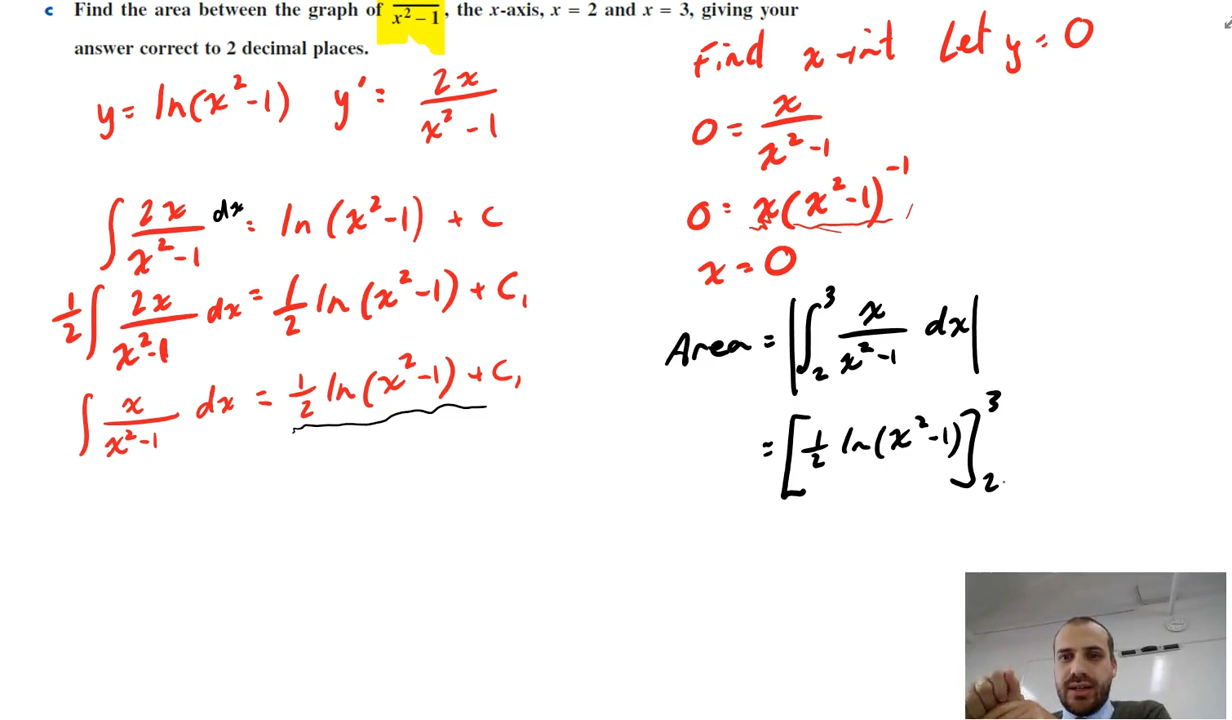 c Find the area between the graph of x²−1, the x-axis, x = 2 and x = 3, giving your
answer correct to 2 decimal places.
y = ln(x²-1) y' = 2x / x²-1
∫ 2x / x²-1 dx = ln(x²-1) + C
1/2 ∫ 2x / x²-1 dx = 1/2 ln(x²-1) + C₁
∫ x / x²-1 dx = 1/2 ln(x²-1) + C₁
Find x-int Let y = 0
0 = x / x²-1
0 = x(x²-1)⁻¹
x = 0
Area = |∫₂³ x / x²-1 dx|
= [1/2 ln(x²-1)]₂³